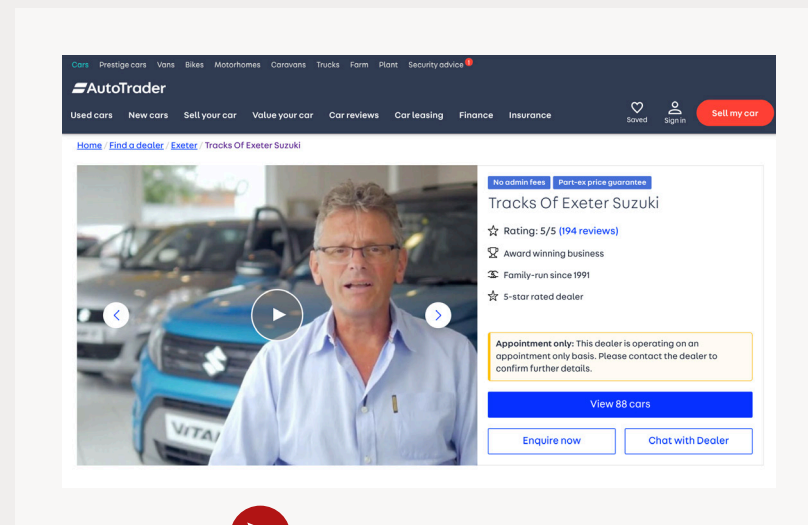 Cars Prestige cars Vans Bikes Motorhomes Caravans Trucks Farm Plant Security advice
AutoTrader
Used cars New cars Sell your car Value your car Car reviews Car leasing Finance Insurance
Saved Sign in Sell my car
Home / Find a dealer / Exeter / Tracks Of Exeter Suzuki
No admin fees Part-ex price guarantee
Tracks Of Exeter Suzuki
Rating: 5/5 (194 reviews)
Award winning business
Family-run since 1991
5-star rated dealer
Appointment only: This dealer is operating on an
appointment only basis. Please contact the dealer to
confirm further details.
View 88 cars
Enquire now Chat with Dealer
VITA